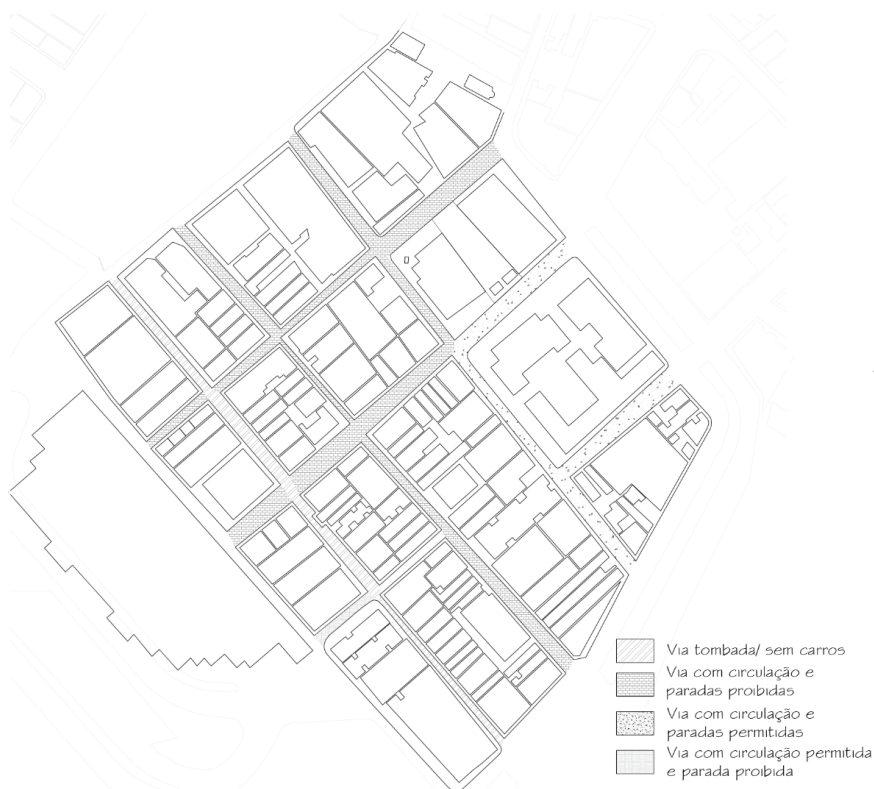 Via tombada/ sem carros
Via com circulação e
paradas proibidas
Via com circulação e
paradas permitidas
Via com circulação permitida
e parada proibida